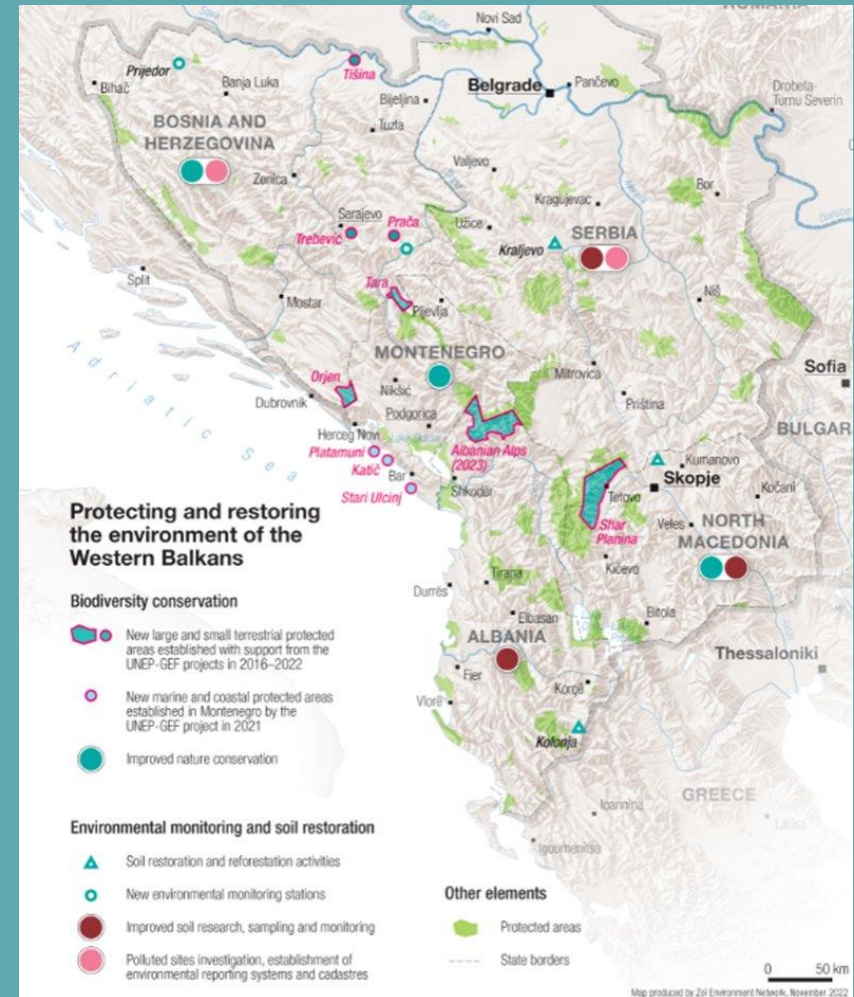 ROMANIA
Novi Sad
Sava
Danube
Prijedor
Tišina
Bihač
Banja Luka
Belgrade
Pančevo
Drobeta-
Turnu Severin
Bijeljina
BOSNIA AND
HERZEGOVINA
Tuzla
Valjevo
Zenica
Drina
Kragujevac
Bor
Danube
Sarajevo
Prača
Užice
SERBIA
Trebević
Kraljevo
Split
Tara
Niš
Mostar
Pljevlja
MONTENEGRO
Mitrovica
Sofia
Adriatic Sea
Orjen
Nikšić
Priština
Dubrovnik
Podgorica
BULGAR
Herceg Novi
Albanian Alps
(2023)
Platamuni
Kumanovo
Katič
Bar
Skopje
Stari Ulcinj
Shkodër
Tetovo
Kočani
Protecting and restoring
the environment of the
Western Balkans
Shar
Planina
Veles
NORTH
MACEDONIA
Kičevo
Tirana
Durrës
Biodiversity conservation
Elbasan
Bitola
ALBANIA
Thessaloniki
New large and small terrestrial protected
areas established with support from the
UNEP-GEF projects in 2016–2022
Fier
Korçë
Vlorë
New marine and coastal protected areas
established in Montenegro by the
UNEP-GEF project in 2021
Kolonja
Improved nature conservation
GREECE
Ioannina
Larisa
Environmental monitoring and soil restoration
Igoumenitsa
Soil restoration and reforestation activities
New environmental monitoring stations
Improved soil research, sampling and monitoring
Polluted sites investigation, establishment of
environmental reporting systems and cadastres
Other elements
Protected areas
State borders
0 50 km
Map produced by Zoï Environment Network, November 2022